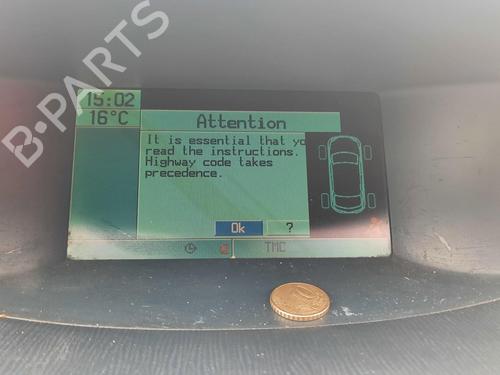 B-PARTS
15:02
16°C
Attention
It is essential that yo
read the instructions.
Highway code takes
precedence.
Ok
?
TMC